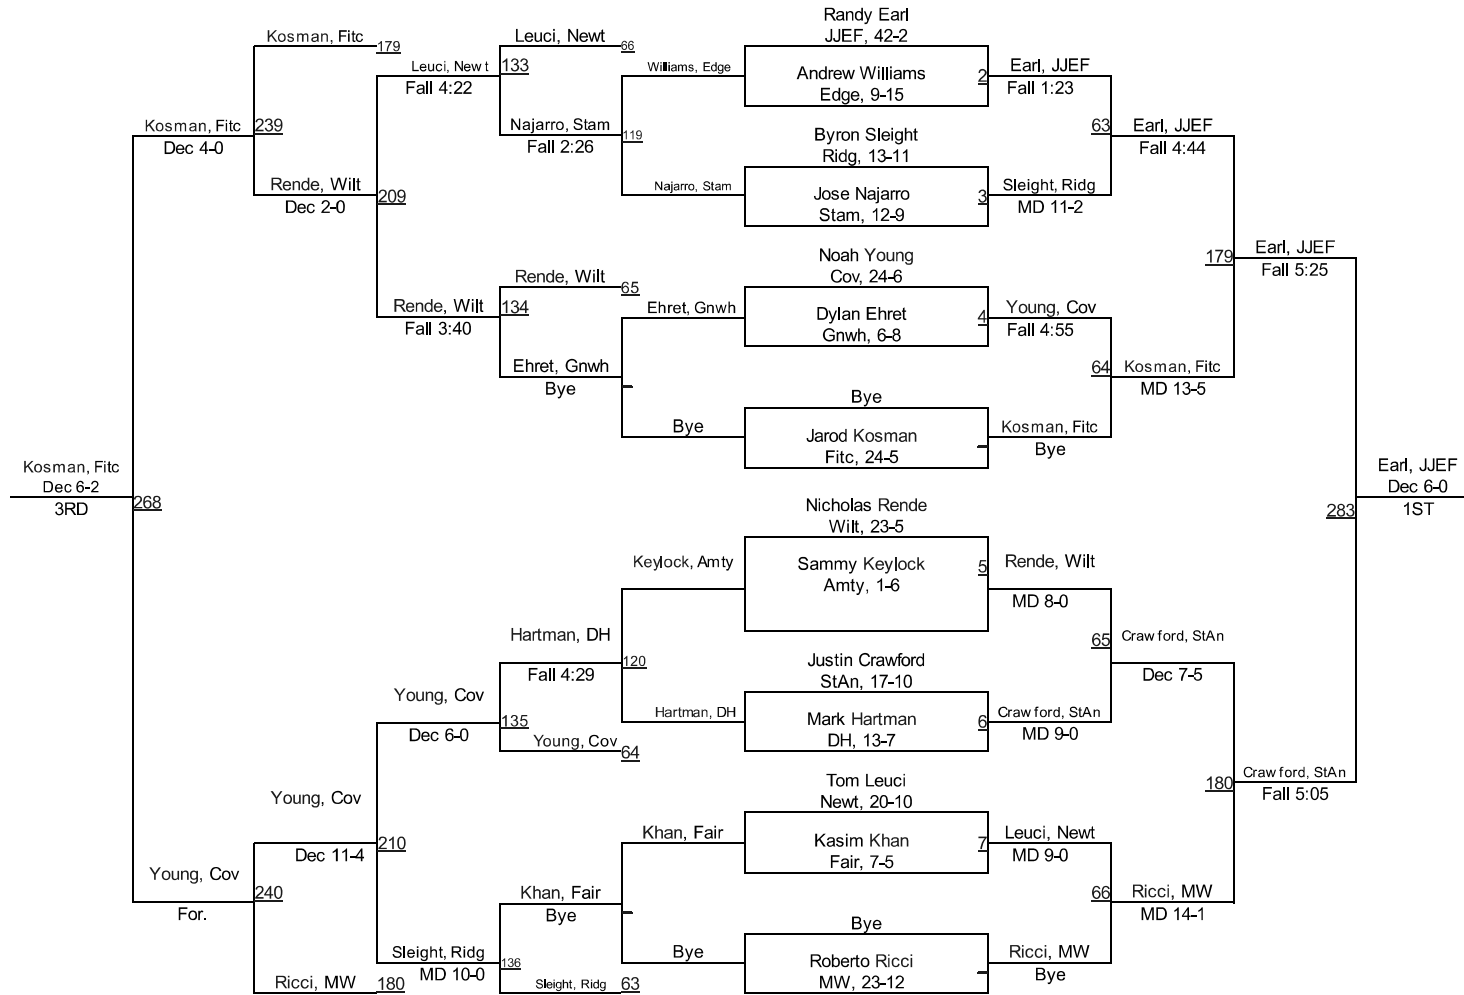 Randy Earl
JJEF, 42-2
Kosman, Fitc
179
Leuci, Newt
66
Leuci, Newt
133
Fall 4:22
Williams, Edge
Andrew Williams
2
Edge, 9-15
Earl, JJEF
Fall 1:23
Kosman, Fitc
239
Dec 4-0
Najarro, Stam
119
Fall 2:26
Byron Sleight
Ridg, 13-11
63
Earl, JJEF
Fall 4:44
Rende, Wilt
209
Dec 2-0
Najarro, Stam
Jose Najarro
3
Stam, 12-9
Sleight, Ridg
MD 11-2
Noah Young
Cov, 24-6
179
Earl, JJEF
Fall 5:25
Rende, Wilt
65
Rende, Wilt
134
Fall 3:40
Ehret, Gnwh
Dylan Ehret
4
Gnwh, 6-8
Young, Cov
Fall 4:55
Ehret, Gnwh
Bye
64
Kosman, Fitc
MD 13-5
Bye
Bye
Jarod Kosman
Fitc, 24-5
Kosman, Fitc
Bye
Kosman, Fitc
Dec 6-2
268
3RD
Earl, JJEF
Dec 6-0
283
1ST
Nicholas Rende
Wilt, 23-5
Keylock, Amty
Sammy Keylock
5
Amty, 1-6
Rende, Wilt
MD 8-0
Hartman, DH
120
Fall 4:29
Justin Crawford
StAn, 17-10
65
Crawford, StAn
Dec 7-5
Young, Cov
135
Dec 6-0
Hartman, DH
Mark Hartman
6
DH, 13-7
Crawford, StAn
MD 9-0
Young, Cov
64
Tom Leuci
Newt, 20-10
180
Crawford, StAn
Fall 5:05
Young, Cov
210
Dec 11-4
Khan, Fair
Kasim Khan
7
Fair, 7-5
Leuci, Newt
MD 9-0
Young, Cov
240
For.
Khan, Fair
Bye
66
Ricci, MW
MD 14-1
Bye
Sleight, Ridg
136
MD 10-0
Bye
Roberto Ricci
MW, 23-12
Ricci, MW
Bye
Ricci, MW
180
Sleight, Ridg
63